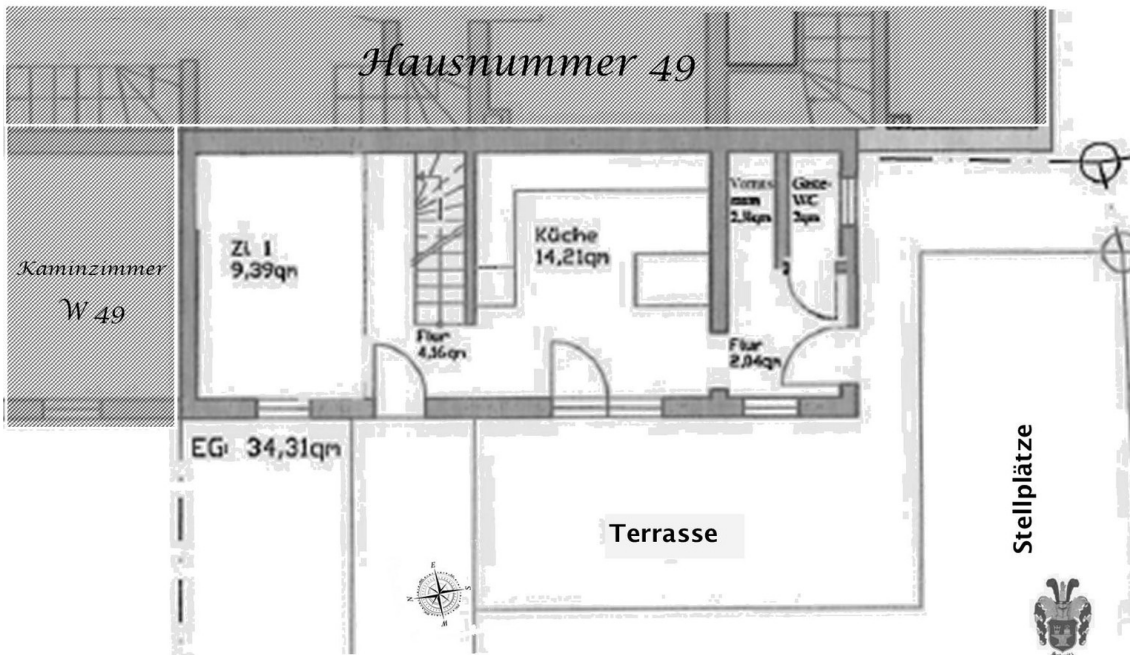 Hausnummer 49
Kaminzimmer
W 49
Zi. 1
9,39qm
Küche
14,21qm
Gäste-
WC
2qm
Flur
4,16qm
Flur
2,04qm
EG: 34,31qm
Terrasse
Stellplätze
E
S
N
W